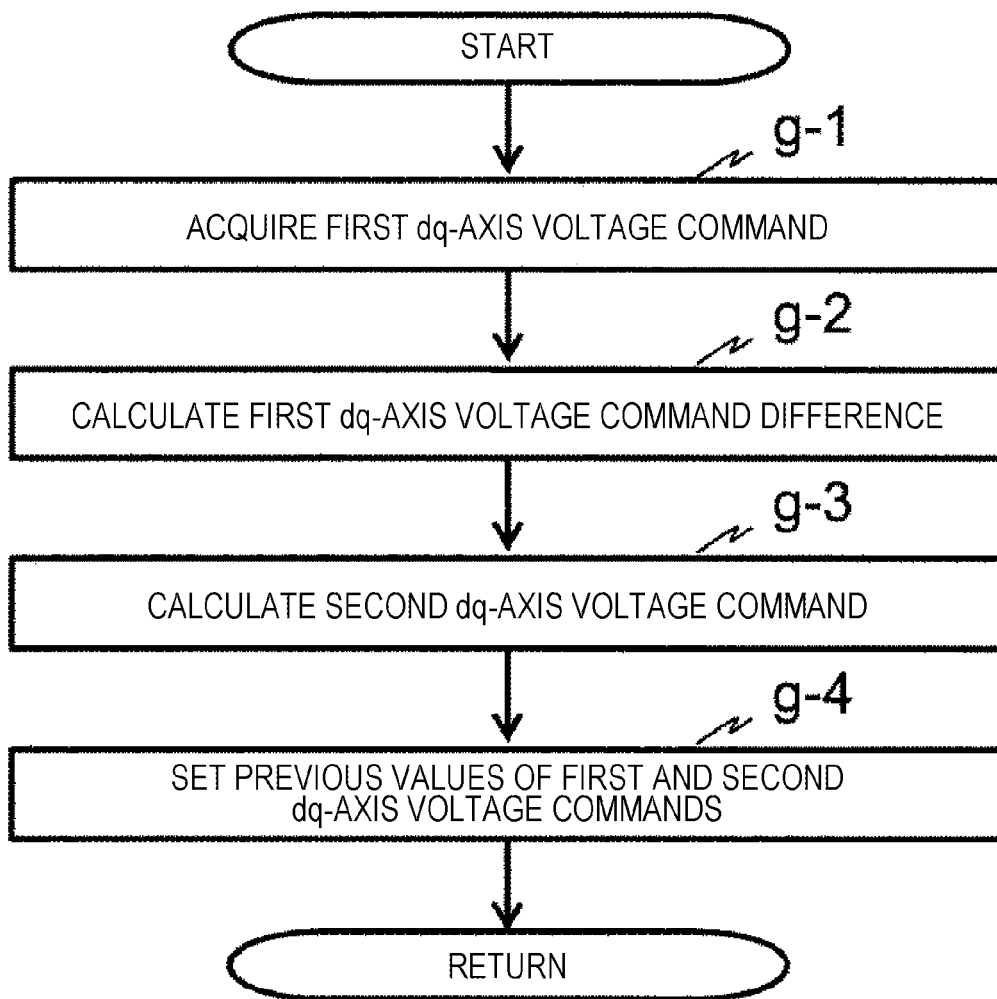 START
g-1
ACQUIRE FIRST dq-AXIS VOLTAGE COMMAND
g-2
CALCULATE FIRST dq-AXIS VOLTAGE COMMAND DIFFERENCE
g-3
CALCULATE SECOND dq-AXIS VOLTAGE COMMAND
g-4
SET PREVIOUS VALUES OF FIRST AND SECOND
dq-AXIS VOLTAGE COMMANDS
RETURN